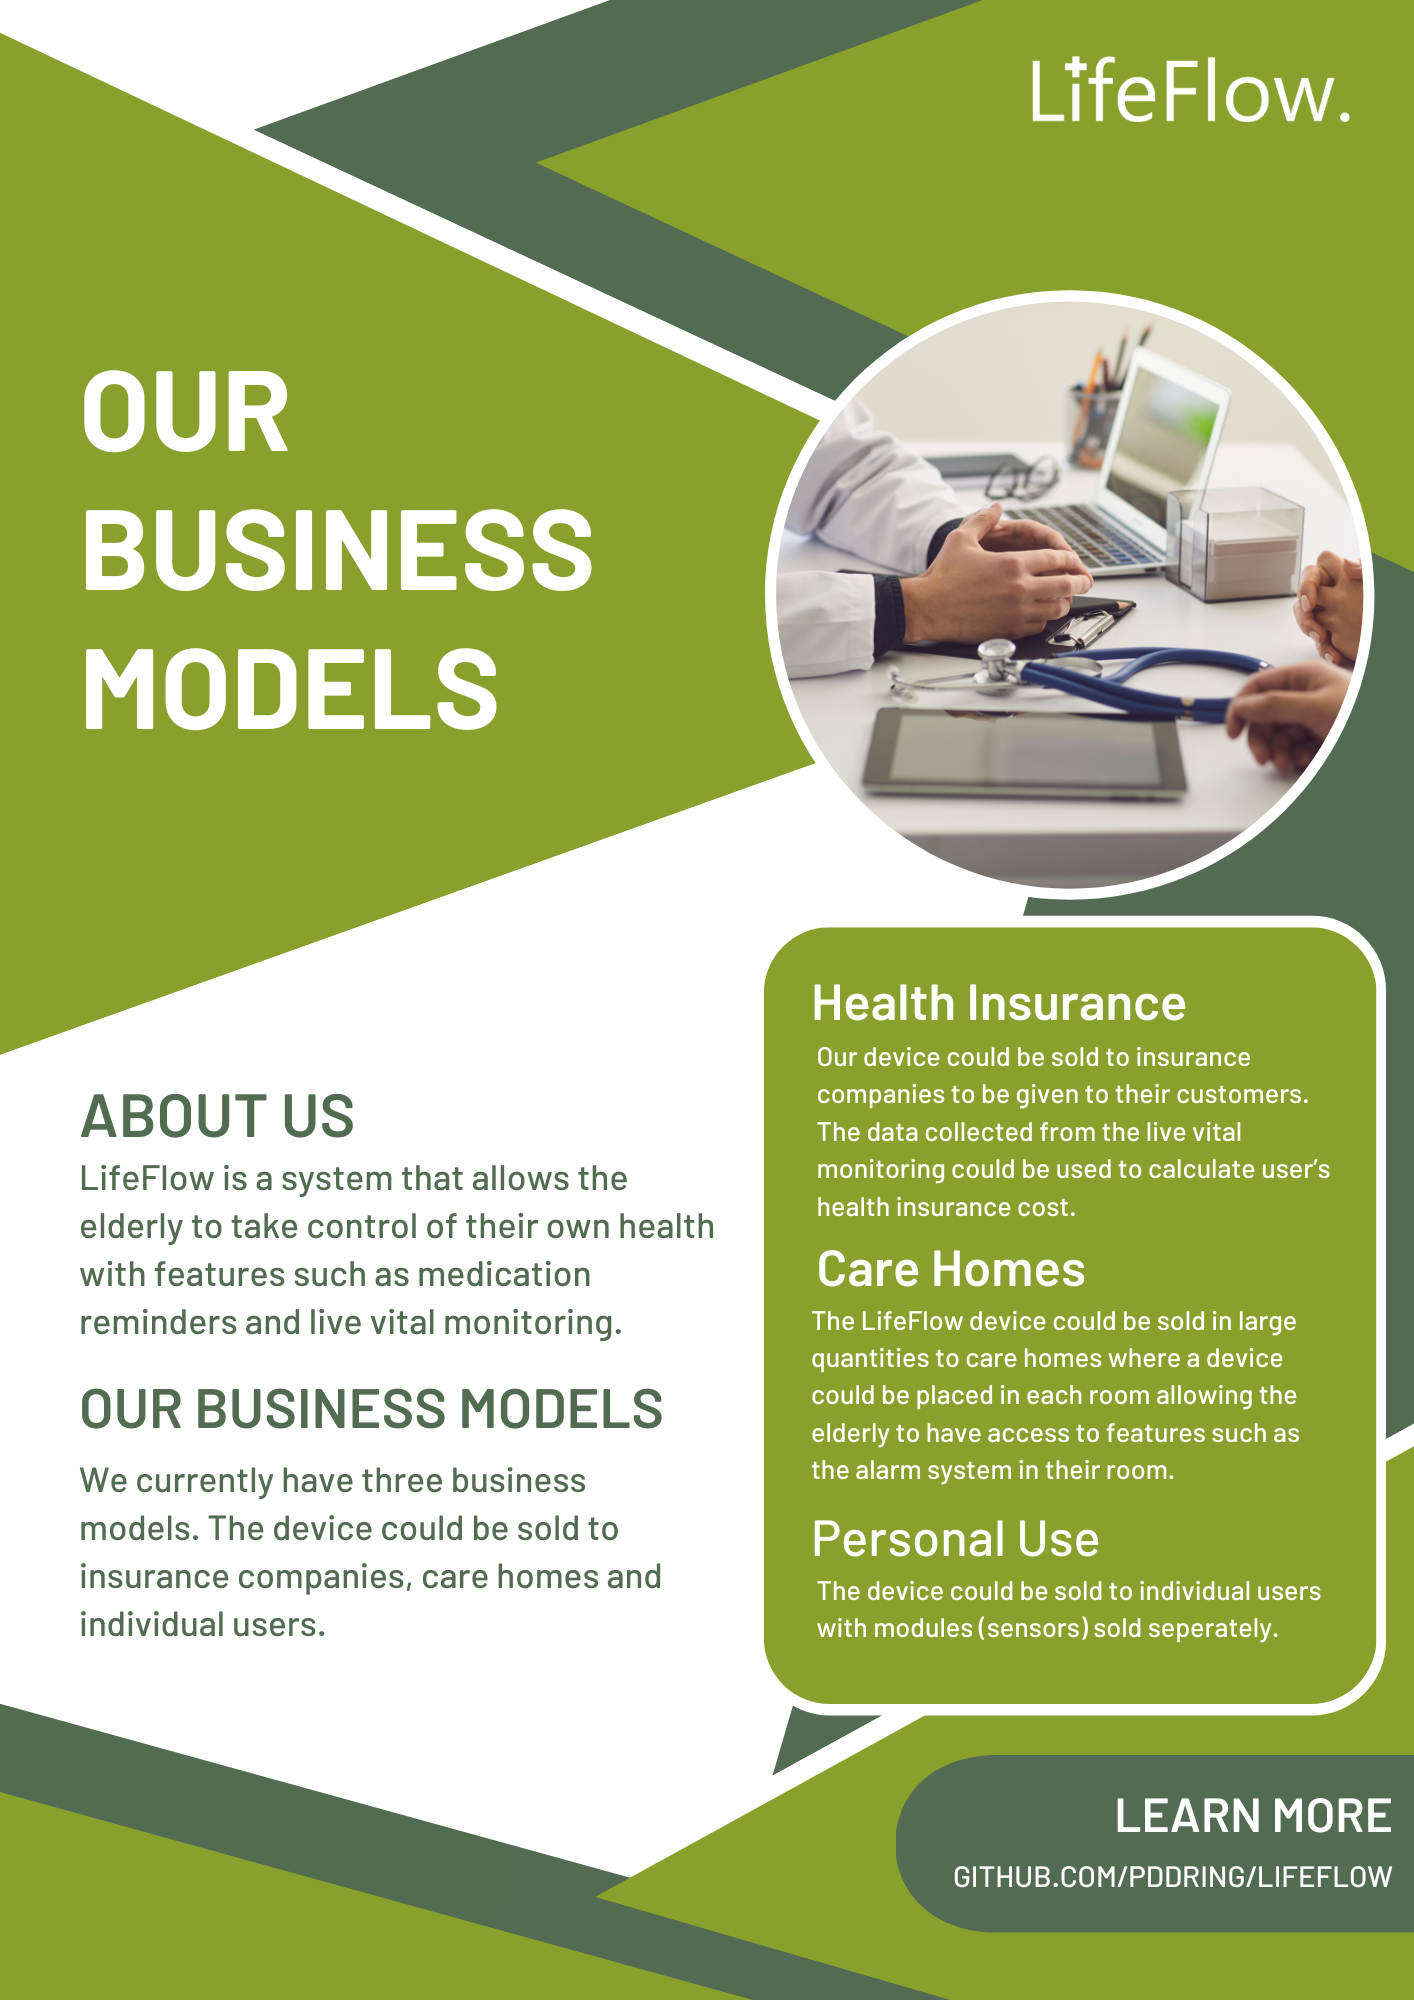 LifeFlow.
OUR
BUSINESS
MODELS
ABOUT US
LifeFlow is a system that allows the
elderly to take control of their own health
with features such as medication
reminders and live vital monitoring.
OUR BUSINESS MODELS
We currently have three business
models. The device could be sold to
insurance companies, care homes and
individual users.
Health Insurance
Our device could be sold to insurance
companies to be given to their customers.
The data collected from the live vital
monitoring could be used to calculate user’s
health insurance cost.
Care Homes
The LifeFlow device could be sold in large
quantities to care homes where a device
could be placed in each room allowing the
elderly to have access to features such as
the alarm system in their room.
Personal Use
The device could be sold to individual users
with modules (sensors) sold seperately.
LEARN MORE
GITHUB.COM/PDDRING/LIFEFLOW